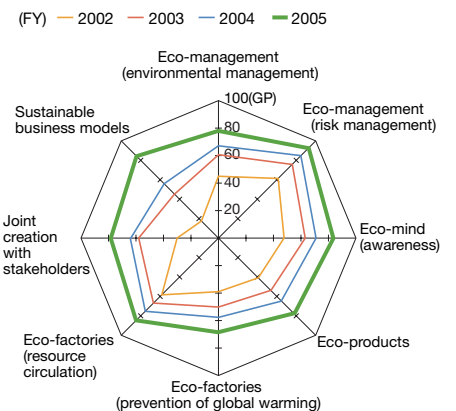 (FY) 2002 2003 2004 2005
Eco-management
(environmental management)
100(GP)
80
60
40
20
Eco-management
(risk management)
Eco-mind
(awareness)
Eco-products
Eco-factories
(prevention of global warming)
Eco-factories
(resource
circulation)
Joint
creation
with
stakeholders
Sustainable
business models